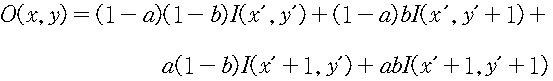 O(x, y) = (1−a)(1−b)I(x′, y′) + (1−a)bI(x′, y′+1) +
a(1−b)I(x′+1, y′) + abI(x′+1, y′+1)